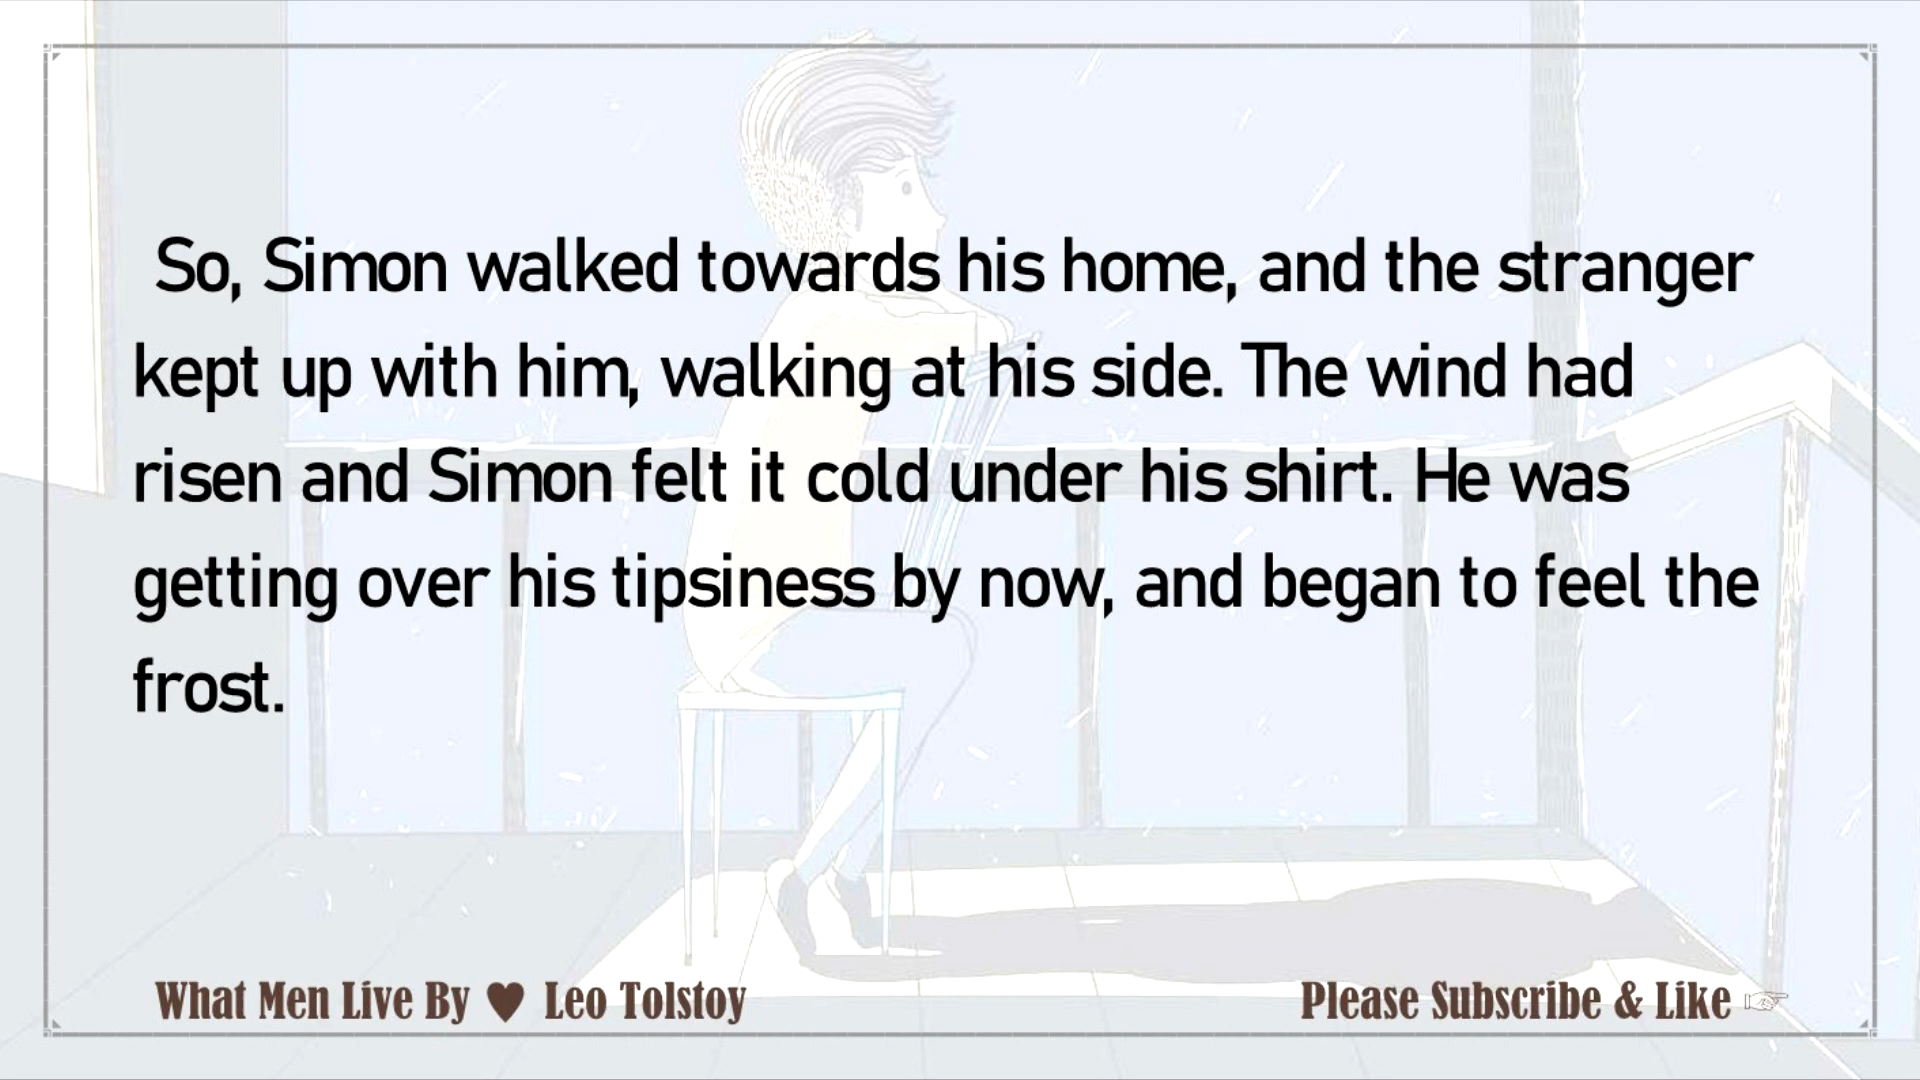 So, Simon walked towards his home, and the stranger
kept up with him, walking at his side. The wind had
risen and Simon felt it cold under his shirt. He was
getting over his tipsiness by now, and began to feel the
frost.
What Men Live By ♥ Leo Tolstoy
Please Subscribe & Like